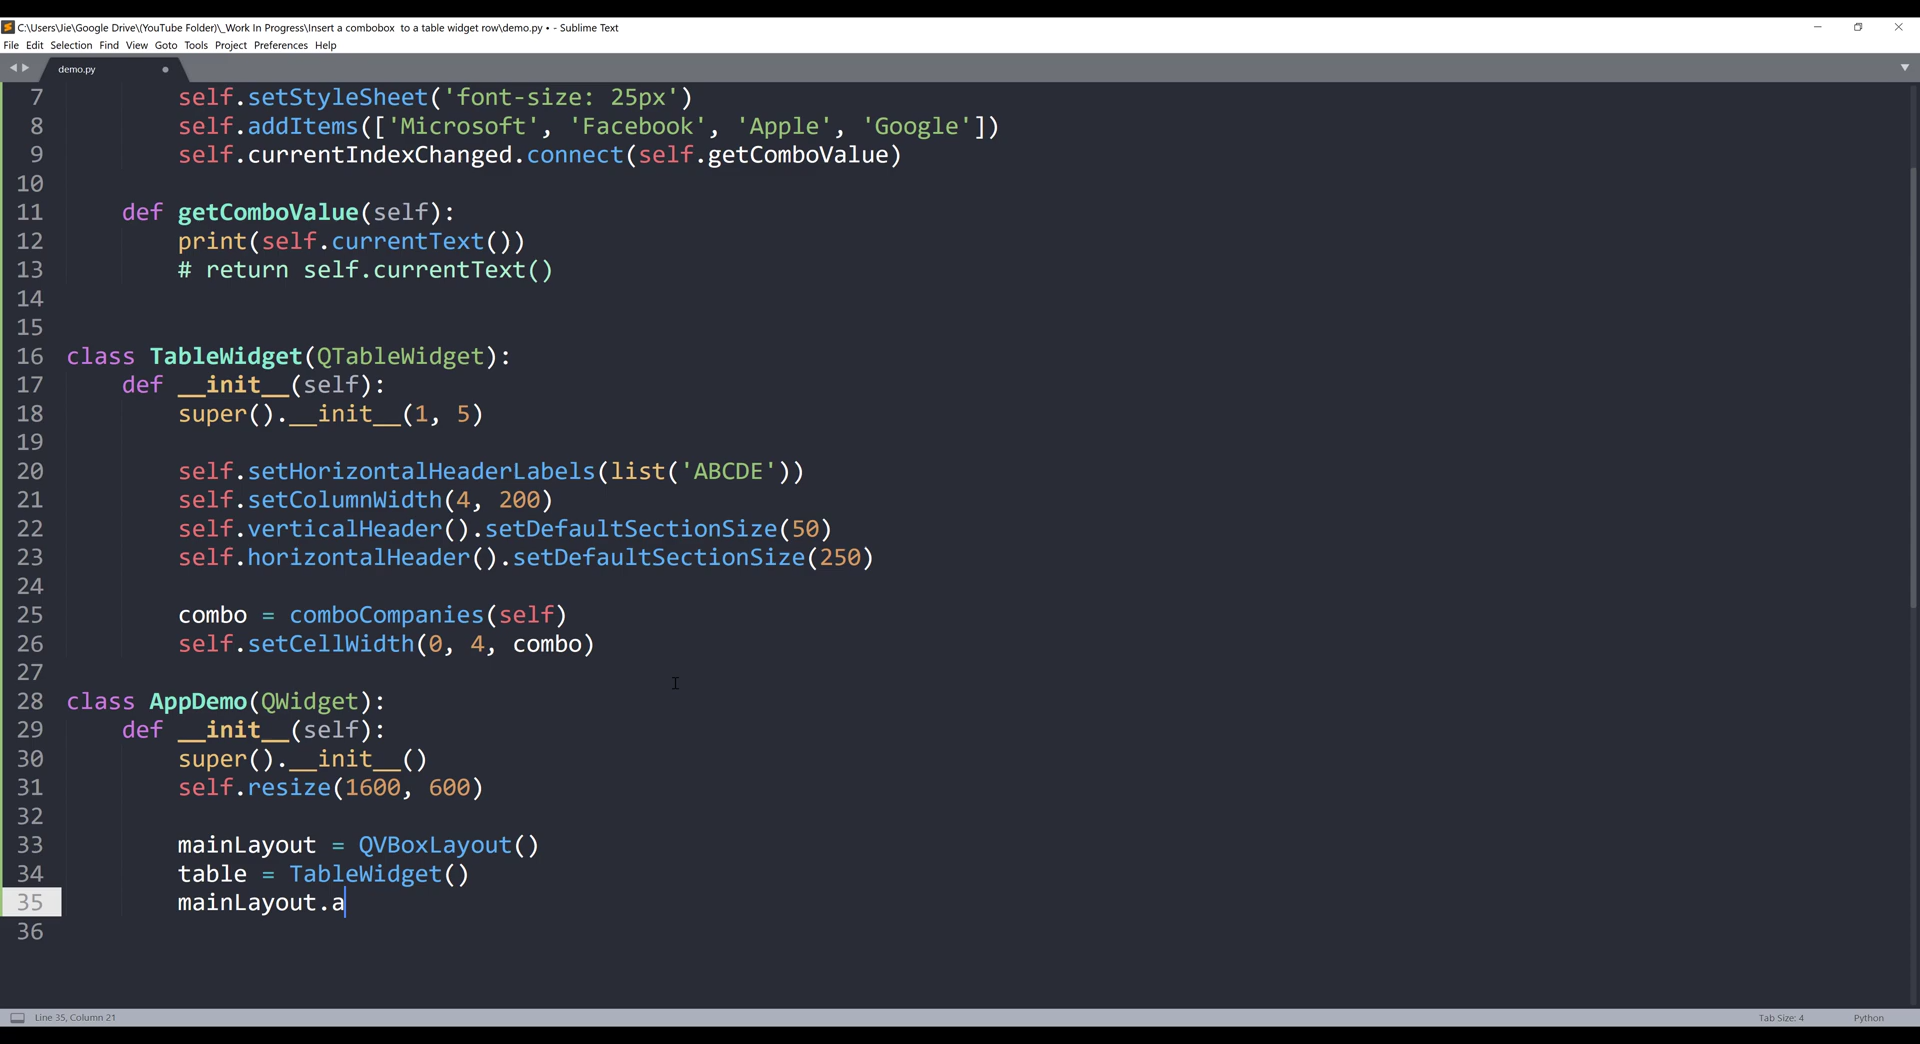 C:\Users\Jie\Google Drive\(YouTube Folder)\_Work In Progress\Insert a combobox  to a table widget row\demo.py • - Sublime Text
File Edit Selection Find View Goto Tools Project Preferences Help
demo.py
7 self.setStyleSheet('font-size: 25px')
8 self.addItems(['Microsoft', 'Facebook', 'Apple', 'Google'])
9 self.currentIndexChanged.connect(self.getComboValue)
10
11 def getComboValue(self):
12 print(self.currentText())
13 # return self.currentText()
14
15
16 class TableWidget(QTableWidget):
17 def __init__(self):
18 super().__init__(1, 5)
19
20 self.setHorizontalHeaderLabels(list('ABCDE'))
21 self.setColumnWidth(4, 200)
22 self.verticalHeader().setDefaultSectionSize(50)
23 self.horizontalHeader().setDefaultSectionSize(250)
24
25 combo = comboCompanies(self)
26 self.setCellWidth(0, 4, combo)
27
28 class AppDemo(QWidget):
29 def __init__(self):
30 super().__init__()
31 self.resize(1600, 600)
32
33 mainLayout = QVBoxLayout()
34 table = TableWidget()
35 mainLayout.a
36
Line 35, Column 21 Tab Size: 4 Python